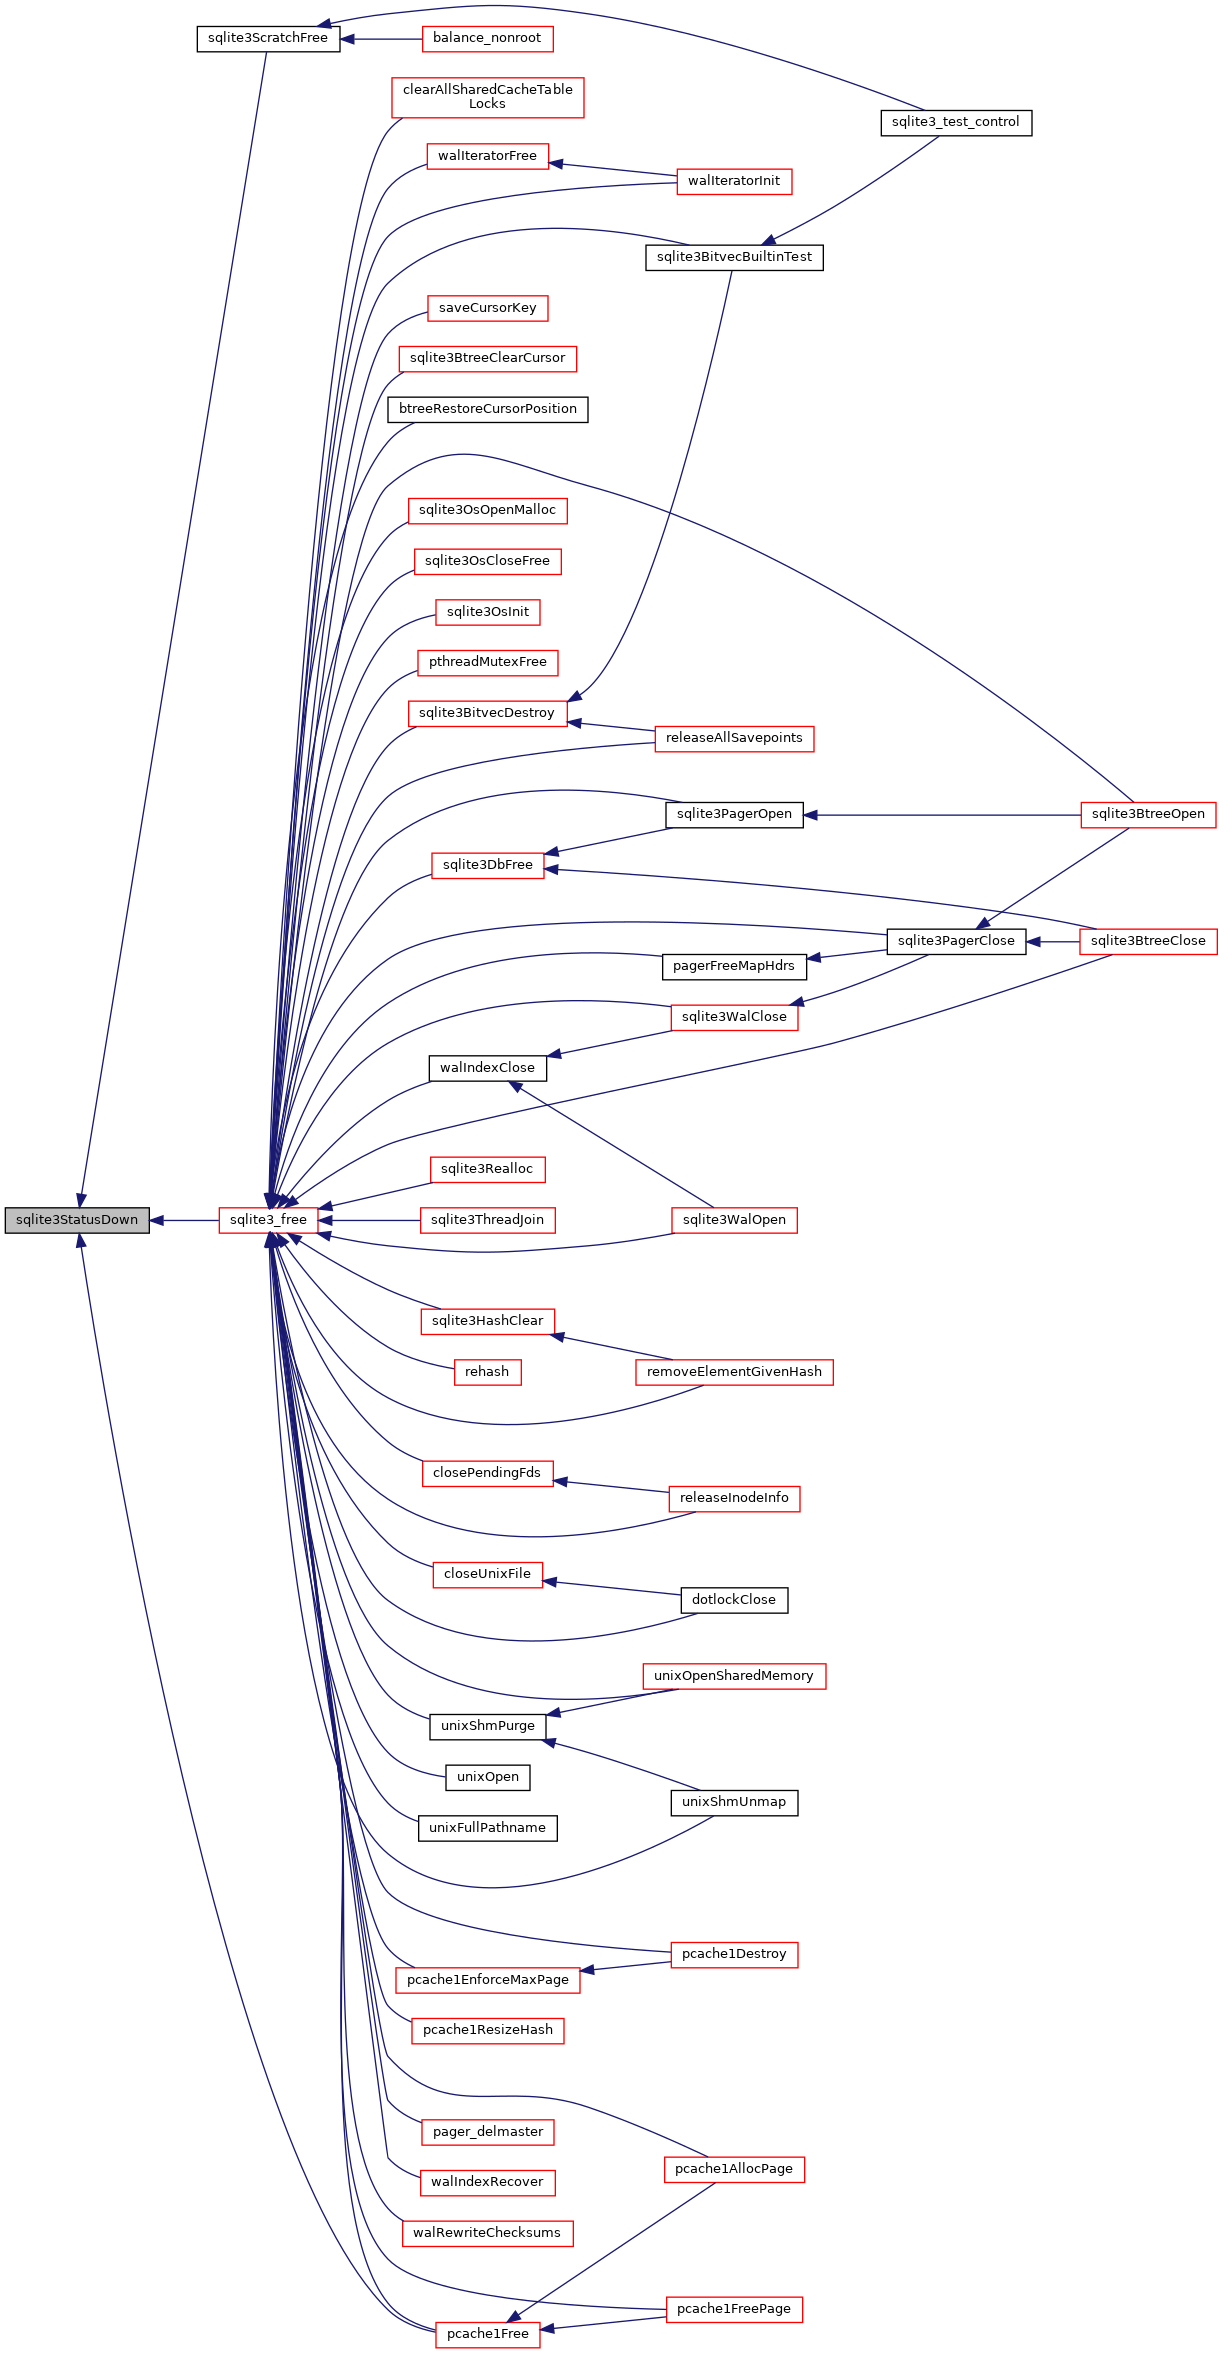 sqlite3ScratchFree
balance_nonroot
clearAllSharedCacheTable
Locks
sqlite3_test_control
walIteratorFree
walIteratorInit
sqlite3BitvecBuiltinTest
saveCursorKey
sqlite3BtreeClearCursor
btreeRestoreCursorPosition
sqlite3OsOpenMalloc
sqlite3OsCloseFree
sqlite3OsInit
pthreadMutexFree
sqlite3BitvecDestroy
releaseAllSavepoints
sqlite3PagerOpen
sqlite3BtreeOpen
sqlite3DbFree
sqlite3PagerClose
sqlite3BtreeClose
pagerFreeMapHdrs
sqlite3WalClose
walIndexClose
sqlite3Realloc
sqlite3StatusDown
sqlite3_free
sqlite3ThreadJoin
sqlite3WalOpen
sqlite3HashClear
rehash
removeElementGivenHash
closePendingFds
releaseInodeInfo
closeUnixFile
dotlockClose
unixOpenSharedMemory
unixShmPurge
unixOpen
unixShmUnmap
unixFullPathname
pcache1Destroy
pcache1EnforceMaxPage
pcache1ResizeHash
pager_delmaster
pcache1AllocPage
walIndexRecover
walRewriteChecksums
pcache1FreePage
pcache1Free